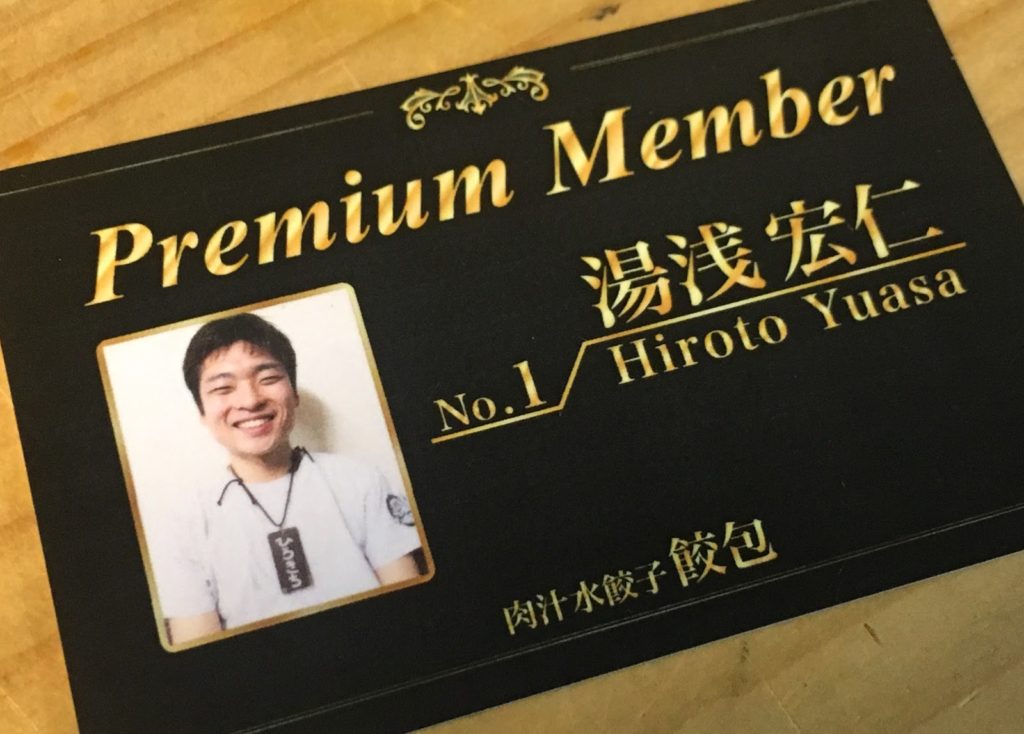 Premium Member
湯浅 宏仁
No.1
Hiroto Yuasa
肉汁水餃子 餃包